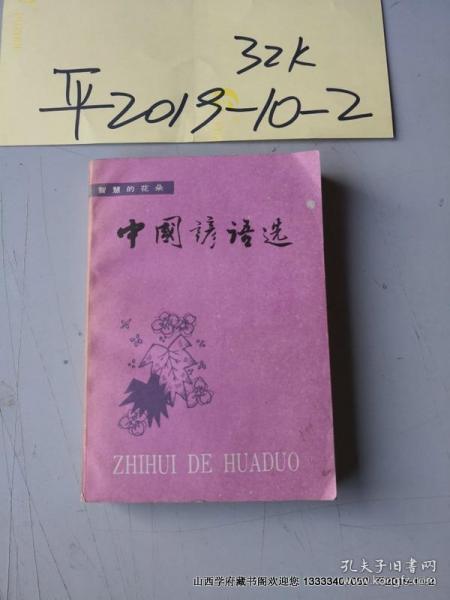 32K
平2019-10-2
智慧的花朵
中國諺语选
ZHIHUI DE HUADUO
山西学府藏书阁欢迎您
孔夫子旧书网